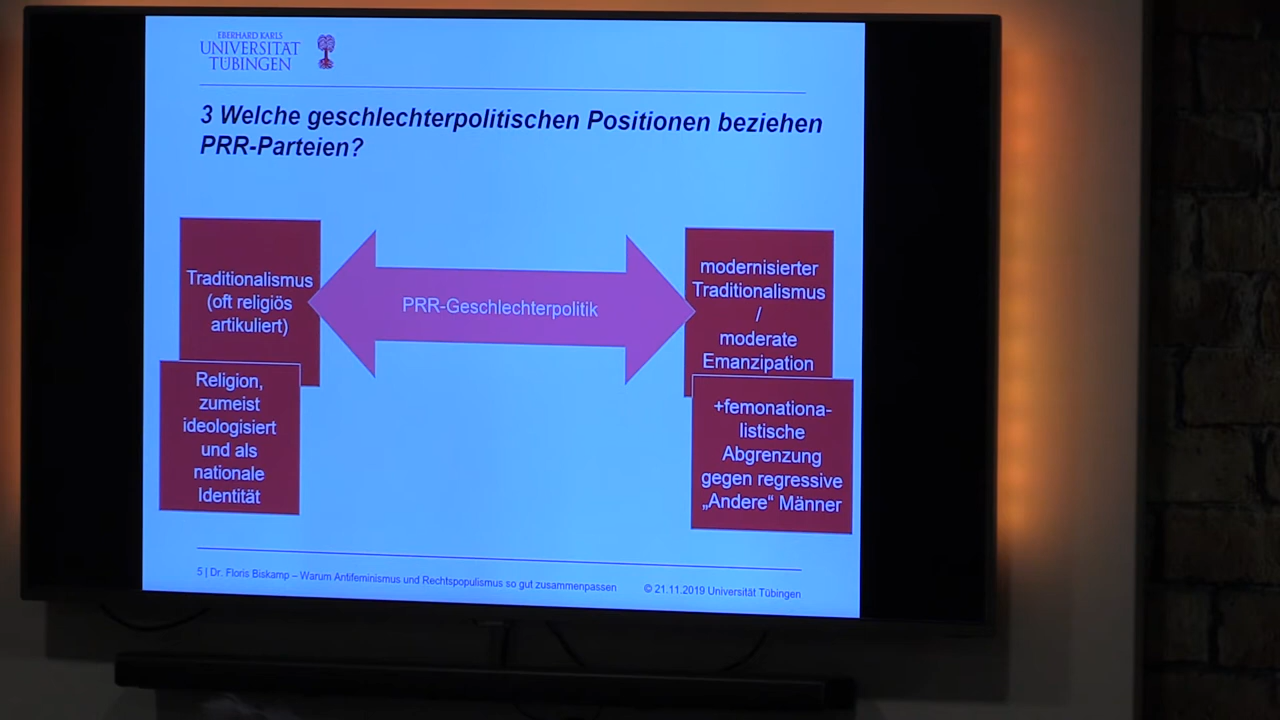 EBERHARD KARLS
UNIVERSITÄT
TÜBINGEN
3 Welche geschlechterpolitischen Positionen beziehen
PRR-Parteien?
Traditionalismus
(oft religiös
artikuliert)
Religion,
zumeist
ideologisiert
und als
nationale
Identität
PRR-Geschlechterpolitik
modernisierter
Traditionalismus
/
moderate
Emanzipation
+femonationa-
listische
Abgrenzung
gegen regressive
„Andere“ Männer
5 | Dr. Floris Biskamp – Warum Antifeminismus und Rechtspopulismus so gut zusammenpassen
© 21.11.2019 Universität Tübingen